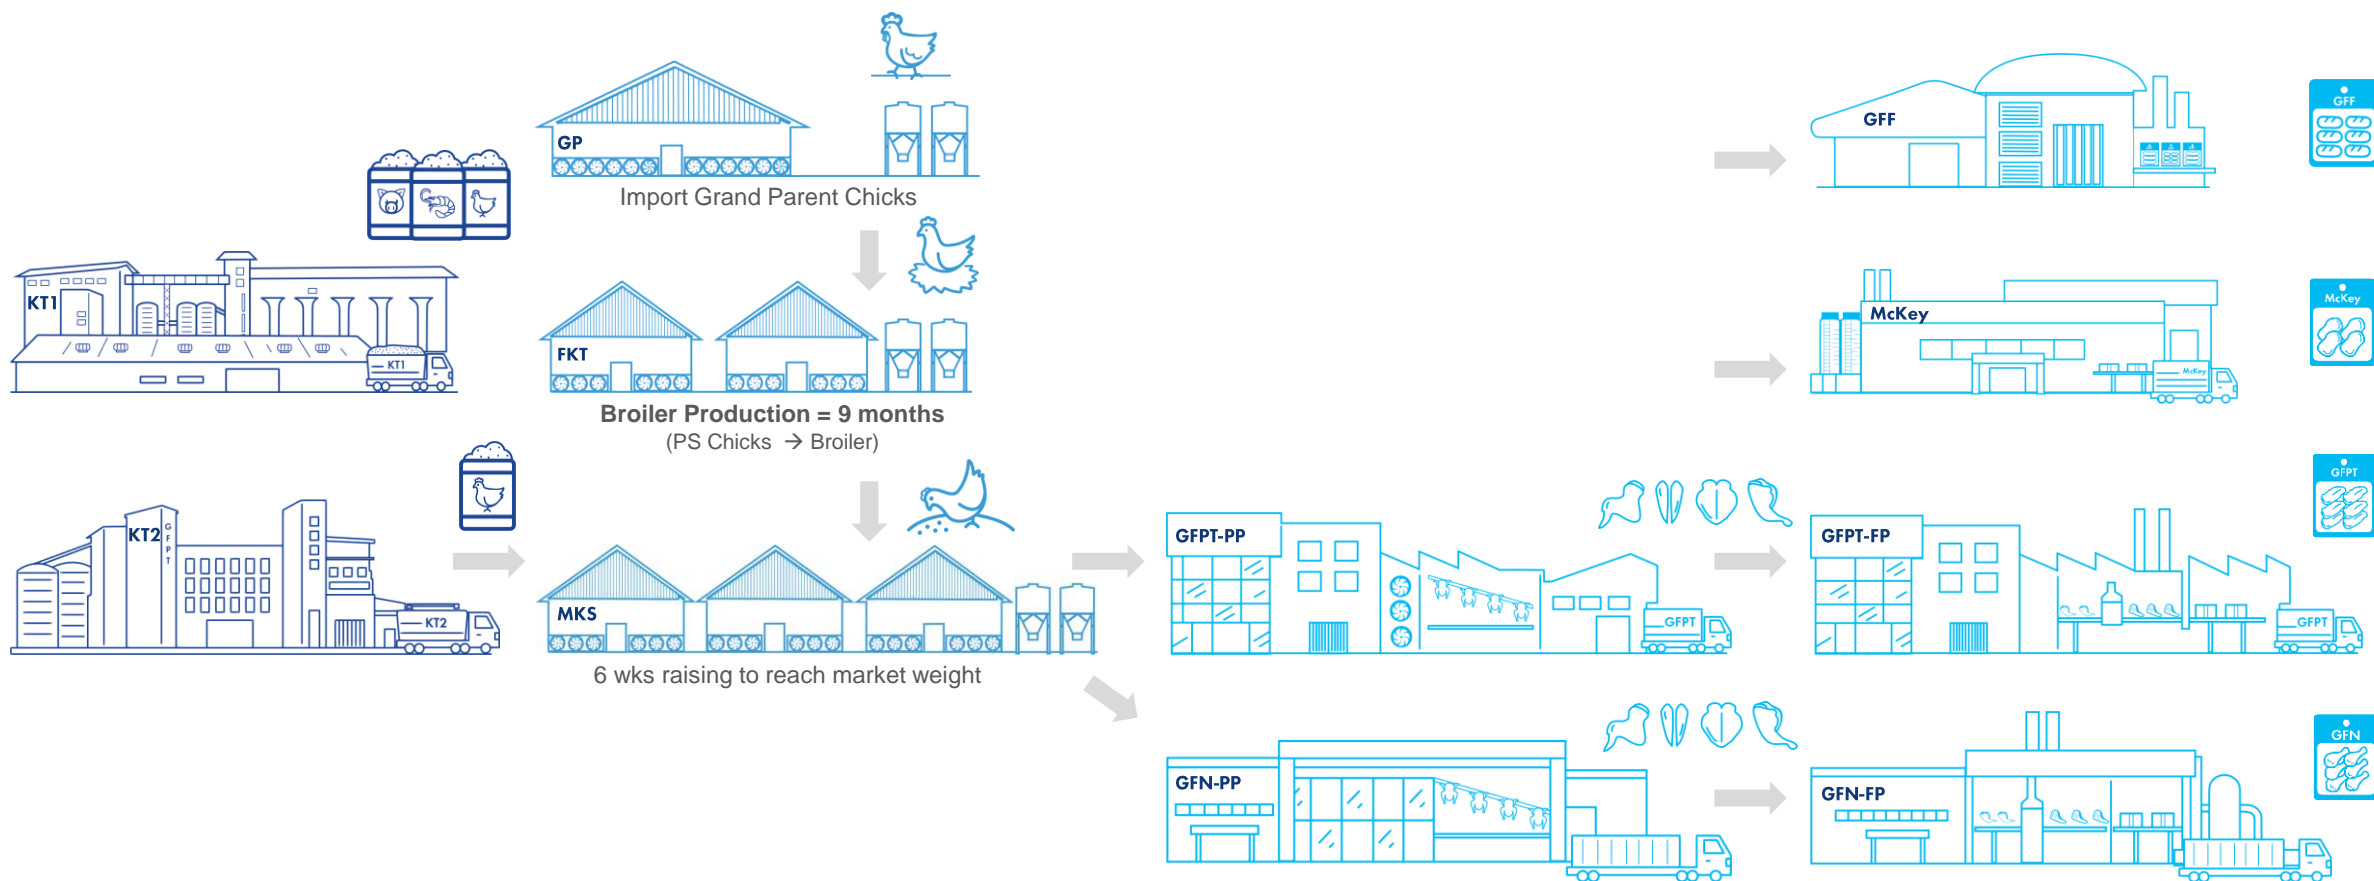 KT1
KT1
KT2
GFPT
KT2
GP
Import Grand Parent Chicks
FKT
Broiler Production = 9 months
(PS Chicks → Broiler)
MKS
6 wks raising to reach market weight
GFPT-PP
GFPT
GFN-PP
GFF
GFF
McKey
McKey
McKey
GFPT-FP
GFPT
GFPT
GFN-FP
GFN